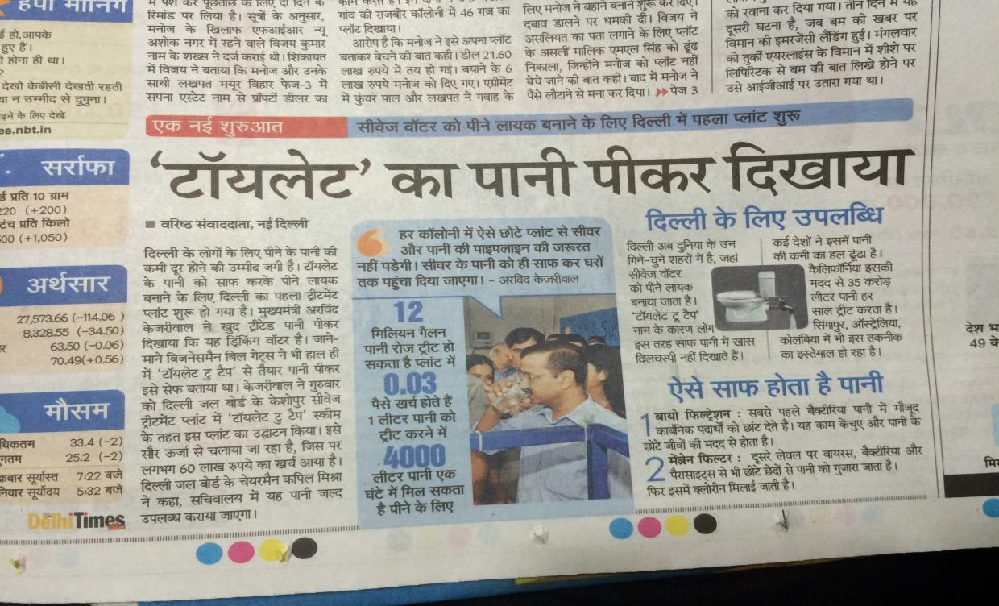 हैपी मॉर्निंग
हो,आपके
हुए हैं।
होना ही था।
देखो केबीसी देखती रहती
या न उम्मीद से दुगुना।
पढ़ने के लिए देखें
es.nbt.in
सर्राफा
प्रति 10 ग्राम
220 (+200)
टंच प्रति किलो
00 (+1,050)
अर्थसार
27,573.66 (-114.06 )
8,328.55 (-34.50)
63.50 (-0.06)
70.49(+0.56)
मौसम
धिकतम 33.4 (-2)
नतम 25.2 (-2)
क्रवार सूर्यास्त 7:22 बजे
निवार सूर्योदय 5:32 बजे
DelhiTimes
में पेश कर पूछताछ के लिए दो दिन के
रिमांड पर लिया है। सूत्रों के अनुसार,
मनोज के खिलाफ एफआईआर न्यू
अशोक नगर में रहने वाले विजय कुमार
नाम के शख्स ने दर्ज कराई थी। शिकायत
में विजय ने बताया कि मनोज और उनके
साथी लखपत मयूर विहार फेज-3 में
सपना एस्टेट नाम से प्रॉपर्टी डीलर का
गांव की राजबीर कॉलोनी में 46 गज का
प्लॉट दिखाया।
आरोप है कि मनोज ने इसे अपना प्लॉट
बताकर बेचने की बात कही। डील 21.60
लाख रुपये में तय हो गई। बयाने के 6
लाख रुपये मनोज को दिए गए। एग्रीमेंट
में कुंवर पाल और लखपत ने गवाह के
लिए मनोज ने बहाने बनाने शुरू कर दिए।
दबाव डालने पर धमकी दी। विजय ने
असलियत का पता लगाने के लिए प्लॉट
के असली मालिक एमएल सिंह को ढूंढ
निकाला, जिन्होंने मनोज को प्लॉट नहीं
बेचे जाने की बात कही। बाद में मनोज ने
पैसे लौटाने से मना कर दिया। पेज 3
को रवाना कर दिया गया। तीन दिन में यह
दूसरी घटना है, जब बम की खबर पर
विमान की इमरजेंसी लैंडिंग हुई। मंगलवार
को तुर्की एयरलाइंस के विमान में शीशे पर
लिपिस्टिक से बम की बात लिखे होने पर
उसे आईजीआई पर उतारा गया था।
एक नई शुरुआत
सीवेज वॉटर को पीने लायक बनाने के लिए दिल्ली में पहला प्लांट शुरू
‘टॉयलेट’ का पानी पीकर दिखाया
■ वरिष्ठ संवाददाता, नई दिल्ली
दिल्ली के लोगों के लिए पीने के पानी की
कमी दूर होने की उम्मीद जगी है। टॉयलेट
के पानी को साफ करके पीने लायक
बनाने के लिए दिल्ली का पहला ट्रीटमेंट
प्लांट शुरू हो गया है। मुख्यमंत्री अरविंद
केजरीवाल ने खुद ट्रीटेड पानी पीकर
दिखाया कि यह ड्रिंकिंग वॉटर है। जाने-
माने बिजनेसमैन बिल गेट्स ने भी हाल ही
में ‘टॉयलेट टु टैप’ से तैयार पानी पीकर
इसे सेफ बताया था। केजरीवाल ने गुरुवार
को दिल्ली जल बोर्ड के केशोपुर सीवेज
ट्रीटमेंट प्लांट में ‘टॉयलेट टु टैप’ स्कीम
के तहत इस प्लांट का उद्घाटन किया। इसे
सौर ऊर्जा से चलाया जा रहा है, जिस पर
लगभग 60 लाख रुपये का खर्च आया है।
दिल्ली जल बोर्ड के चेयरमैन कपिल मिश्रा
ने कहा, सचिवालय में यह पानी जल्द
उपलब्ध कराया जाएगा।
हर कॉलोनी में ऐसे छोटे प्लांट से सीवर
और पानी की पाइपलाइन की जरूरत
नहीं पड़ेगी। सीवर के पानी को ही साफ कर घरों
तक पहुंचा दिया जाएगा। – अरविंद केजरीवाल
12
मिलियन गैलन
पानी रोज ट्रीट हो
सकता है प्लांट में
0.03
पैसे खर्च होते हैं
1 लीटर पानी को
ट्रीट करने में
4000
लीटर पानी एक
घंटे में मिल सकता
है पीने के लिए
दिल्ली के लिए उपलब्धि
दिल्ली अब दुनिया के उन
गिने-चुने शहरों में है, जहां
सीवेज वॉटर
को पीने लायक
बनाया जाता है।
‘टॉयलेट टू टैप’
नाम के कारण लोग
इस तरह साफ पानी में खास
दिलचस्पी नहीं दिखाते हैं।
कई देशों ने इसमें पानी
की कमी का हल ढूंढा है।
कैलिफोर्निया इसकी
मदद से 35 करोड़
लीटर पानी हर
साल ट्रीट करता है।
सिंगापुर, ऑस्ट्रेलिया,
कोलंबिया में भी इस तकनीक
का इस्तेमाल हो रहा है।
ऐसे साफ होता है पानी
1 बायो फिल्ट्रेशन : सबसे पहले बैक्टीरिया पानी में मौजूद
कार्बनिक पदार्थों को छांट देते हैं। यह काम केंचुए और पानी के
छोटे जीवों की मदद से होता है।
2 मेंब्रेन फिल्टर : दूसरे लेवल पर वायरस, बैक्टीरिया और
पैरासाइट्स से भी छोटे छेदों से पानी को गुजारा जाता है।
फिर इसमें क्लोरीन मिलाई जाती है।
देश भ
49 के